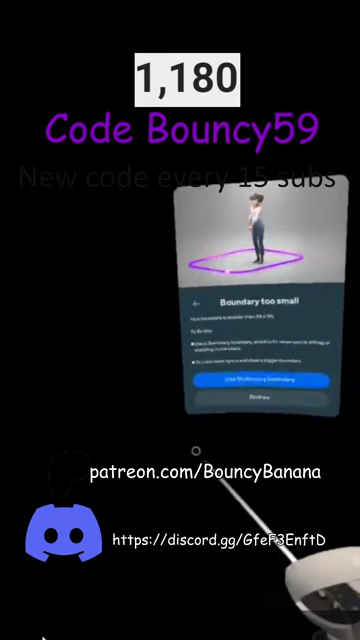 1,180
Code Bouncy59
New code every 15 subs
Boundary too small
Use Stationary boundary
Redraw
patreon.com/BouncyBanana
https://discord.gg/GfeF3EnftD